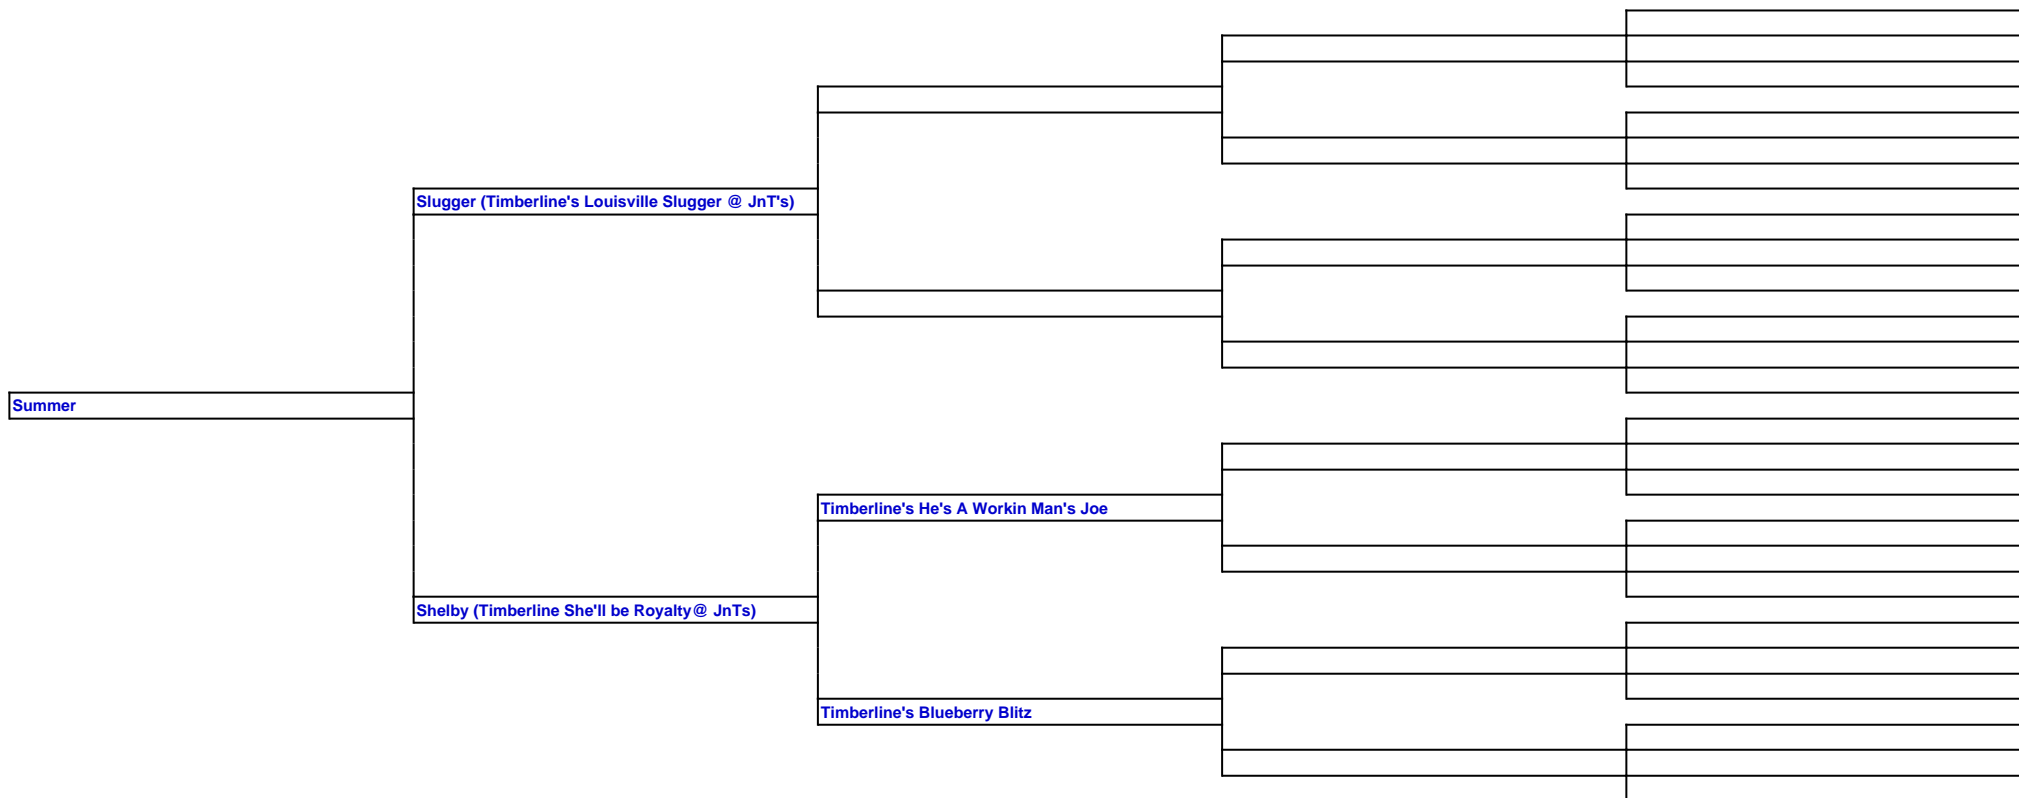 Slugger (Timberline's Louisville Slugger @ JnT's)
Summer
Timberline's He's A Workin Man's Joe
Shelby (Timberline She'll be Royalty@ JnTs)
Timberline's Blueberry Blitz